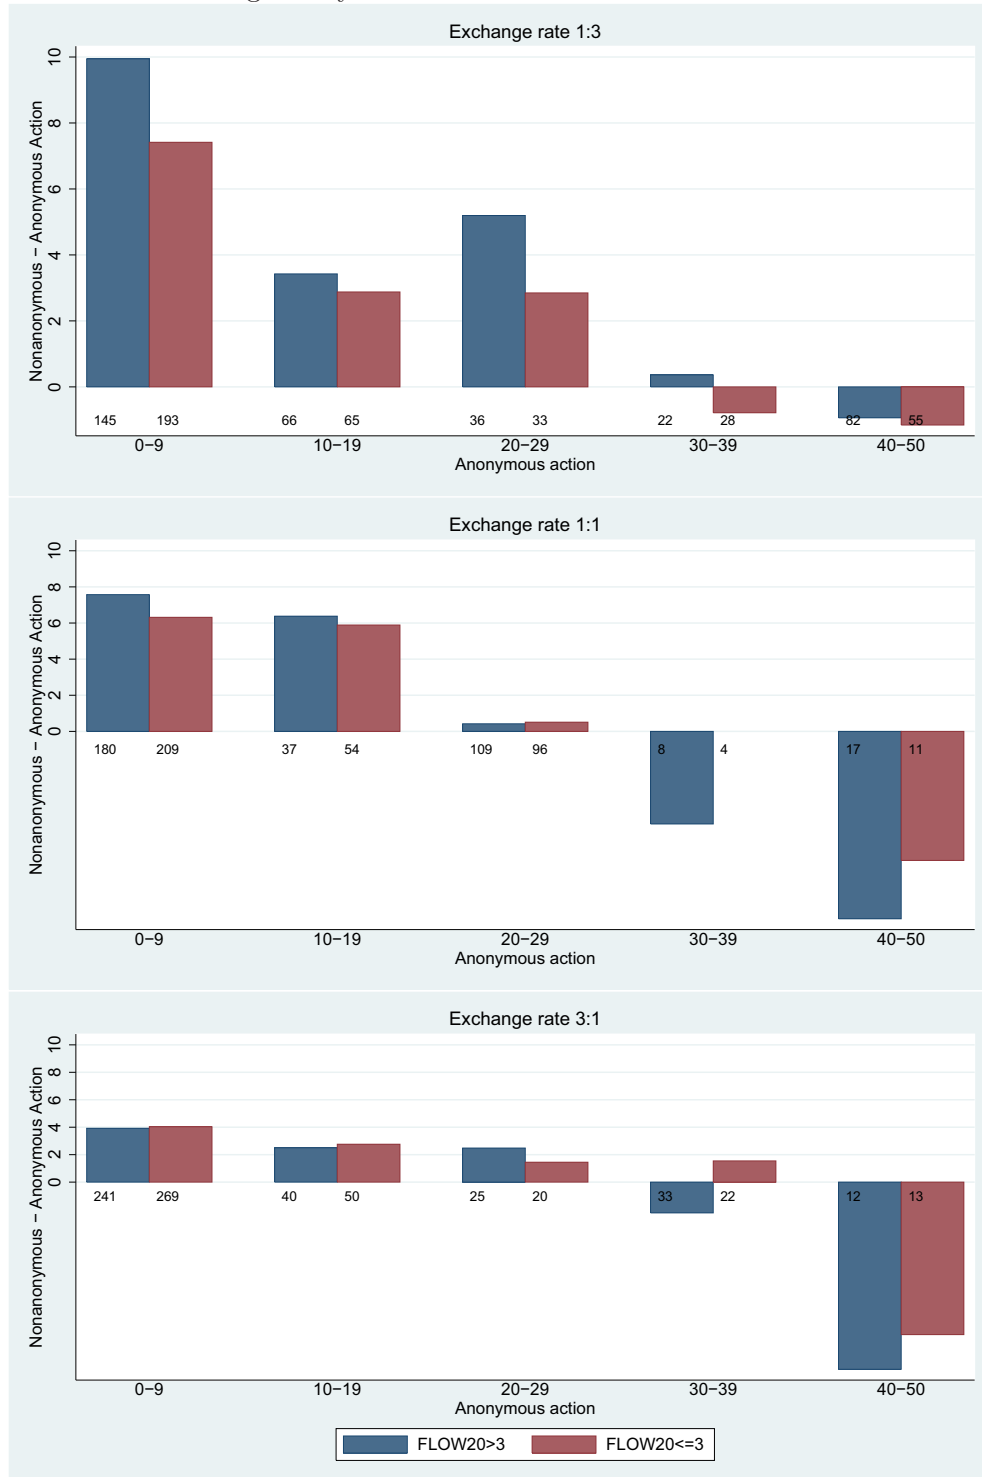 Exchange rate 1:3
Nonanonymous − Anonymous Action
10
8
6
4
2
0
145 193 66 65 36 33 22 28 82 55
0−9 10−19 20−29 30−39 40−50
Anonymous action
Exchange rate 1:1
Nonanonymous − Anonymous Action
10
8
6
4
2
0
180 209 37 54 109 96 8 4 17 11
0−9 10−19 20−29 30−39 40−50
Anonymous action
Exchange rate 3:1
Nonanonymous − Anonymous Action
10
8
6
4
2
0
241 269 40 50 25 20 33 22 12 13
0−9 10−19 20−29 30−39 40−50
Anonymous action
FLOW20>3 FLOW20<=3